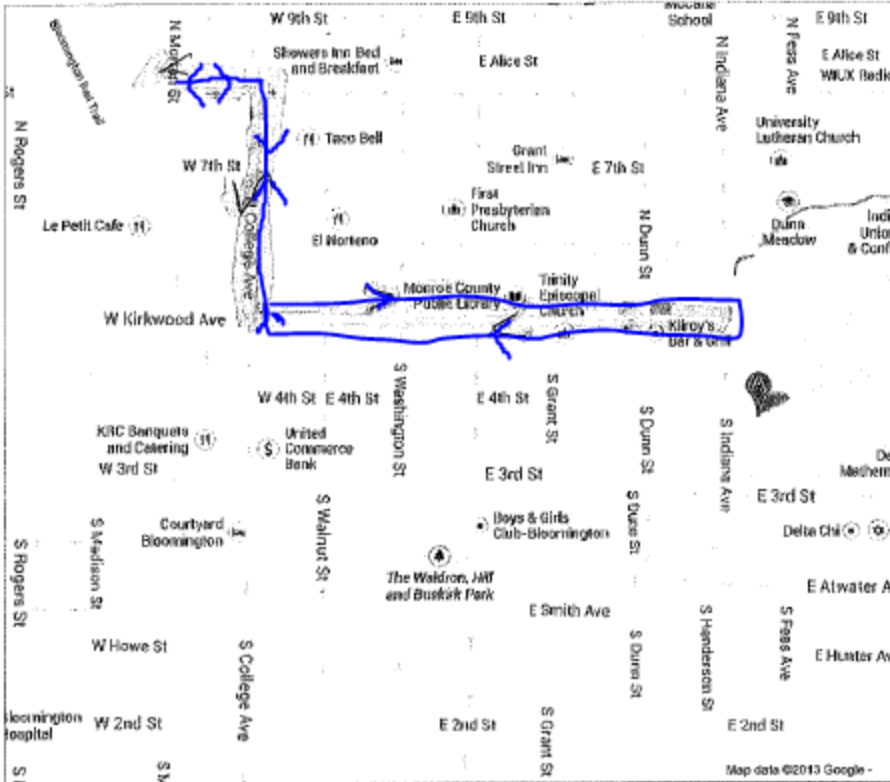 W 9th St
E 9th St
School
E 9th St
N Fess Ave
N Indiana Ave
Showers Inn Bed
and Breakfast
E Alice St
E Alice St
Bloomington Rail Trail
N Rogers St
Taco Bell
University
Lutheran Church
W 7th St
Grant
Street Inn
E 7th St
First
Presbyterian
Church
Le Petit Cafe
El Norteno
College Ave
N Dunn St
Dunn
Meadow
Monroe County
Public Library
Trinity
Episcopal
Church
W Kirkwood Ave
Kilroy's
Bar & Grill
W 4th St
E 4th St
S Washington St
E 4th St
S Grant St
S Dunn St
S Indiana Ave
KRC Banquets
and Catering
United
Commerce
Bank
W 3rd St
E 3rd St
E 3rd St
S Walnut St
S Madison St
S Rogers St
Courtyard
Bloomington
Boys & Girls
Club-Bloomington
S Dunn St
Delta Chi
The Waldron, Hill
and Buskirk Park
E Atwater
E Smith Ave
S Henderson St
S Fess Ave
W Howe St
S College Ave
S Dunn St
E Hunter
W 2nd St
E 2nd St
S Grant St
E 2nd St
Map data ©2013 Google -